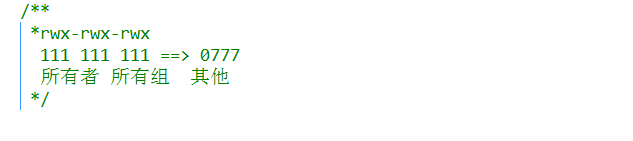 /**
*rwx-rwx-rwx
111 111 111 ==> 0777
所有者 所有组 其他
*/